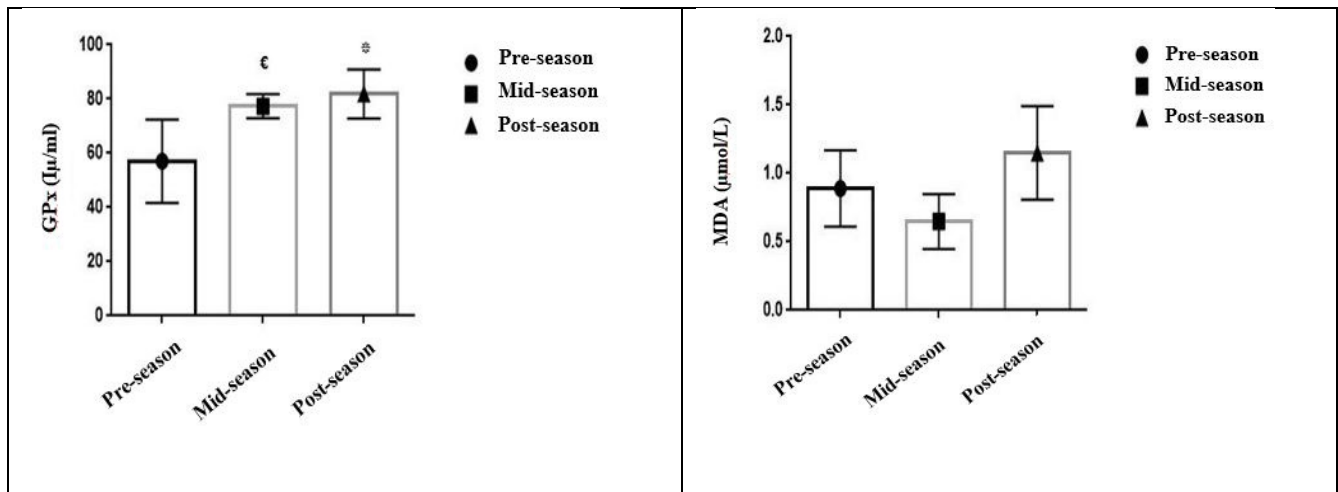 GPx (Iμ/ml)
100
80
60
40
20
0
€
*
Pre-season
Mid-season
Post-season
Pre-season
Mid-season
Post-season
MDA (μmol/L)
2.0
1.5
1.0
0.5
0.0
Pre-season
Mid-season
Post-season
Pre-season
Mid-season
Post-season